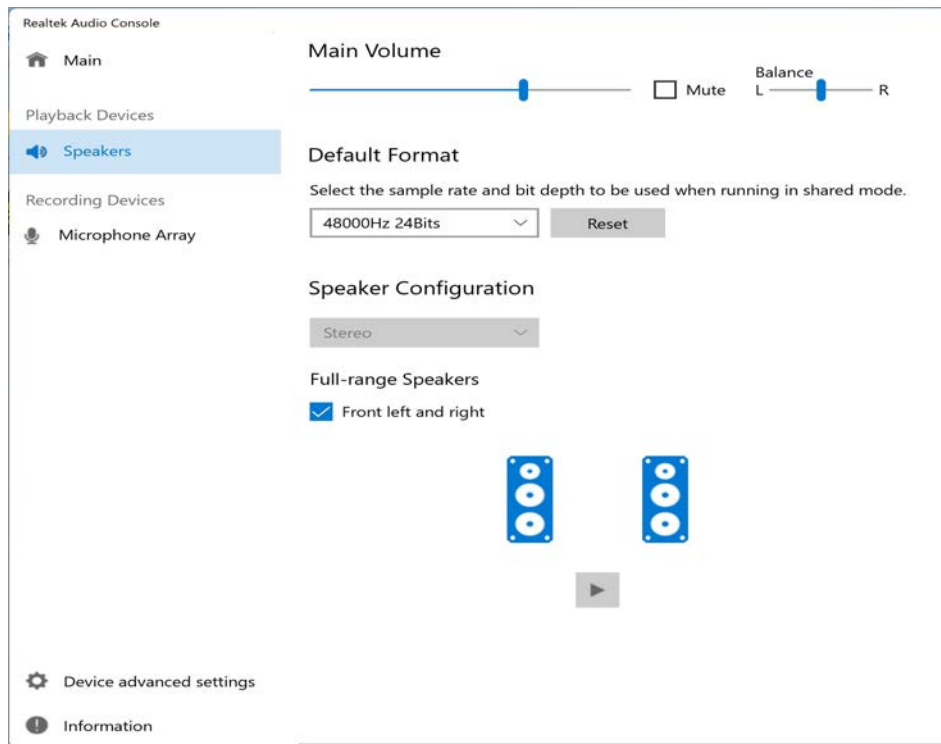 Realtek Audio Console
Main
Playback Devices
Speakers
Recording Devices
Microphone Array
Device advanced settings
Information
Main Volume
Mute
Balance
L R
Default Format
Select the sample rate and bit depth to be used when running in shared mode.
48000Hz 24Bits
Reset
Speaker Configuration
Stereo
Full-range Speakers
Front left and right